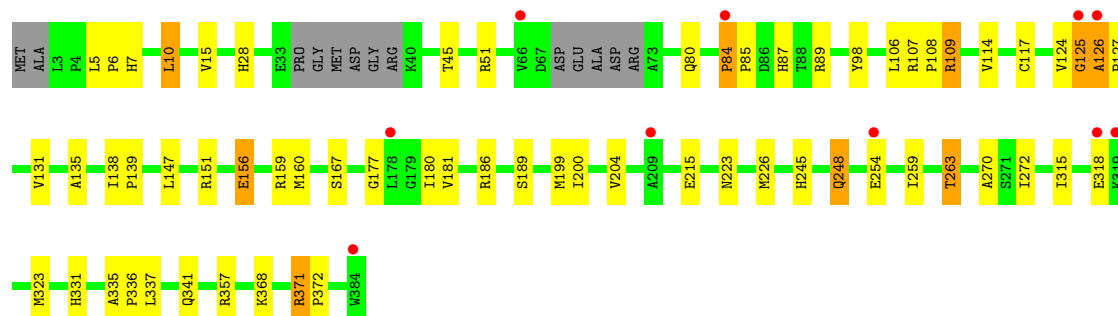 MET ALA L3 P4 L5 P6 H7 L10 V15 H28 E33 PRO GLY MET ASP GLY ARG K40 T45 R51 V66 D67 ASP GLU ALA ASP ARG A73 Q80 P84 P85 D86 H87 T88 R89 Y98 L106 R107 P108 R109 V114 C117 V124 G125 A126
V131 A135 I138 P139 L147 R151 E156 R159 M160 S167 G177 L178 G179 I180 V181 R186 S189 M199 I200 V204 A209 E215 N223 M226 H245 Q248 E254 I259 T263 A270 S271 I272 I315 E318
M323 H331 A335 P336 L337 Q341 R357 K368 R371 P372 W384